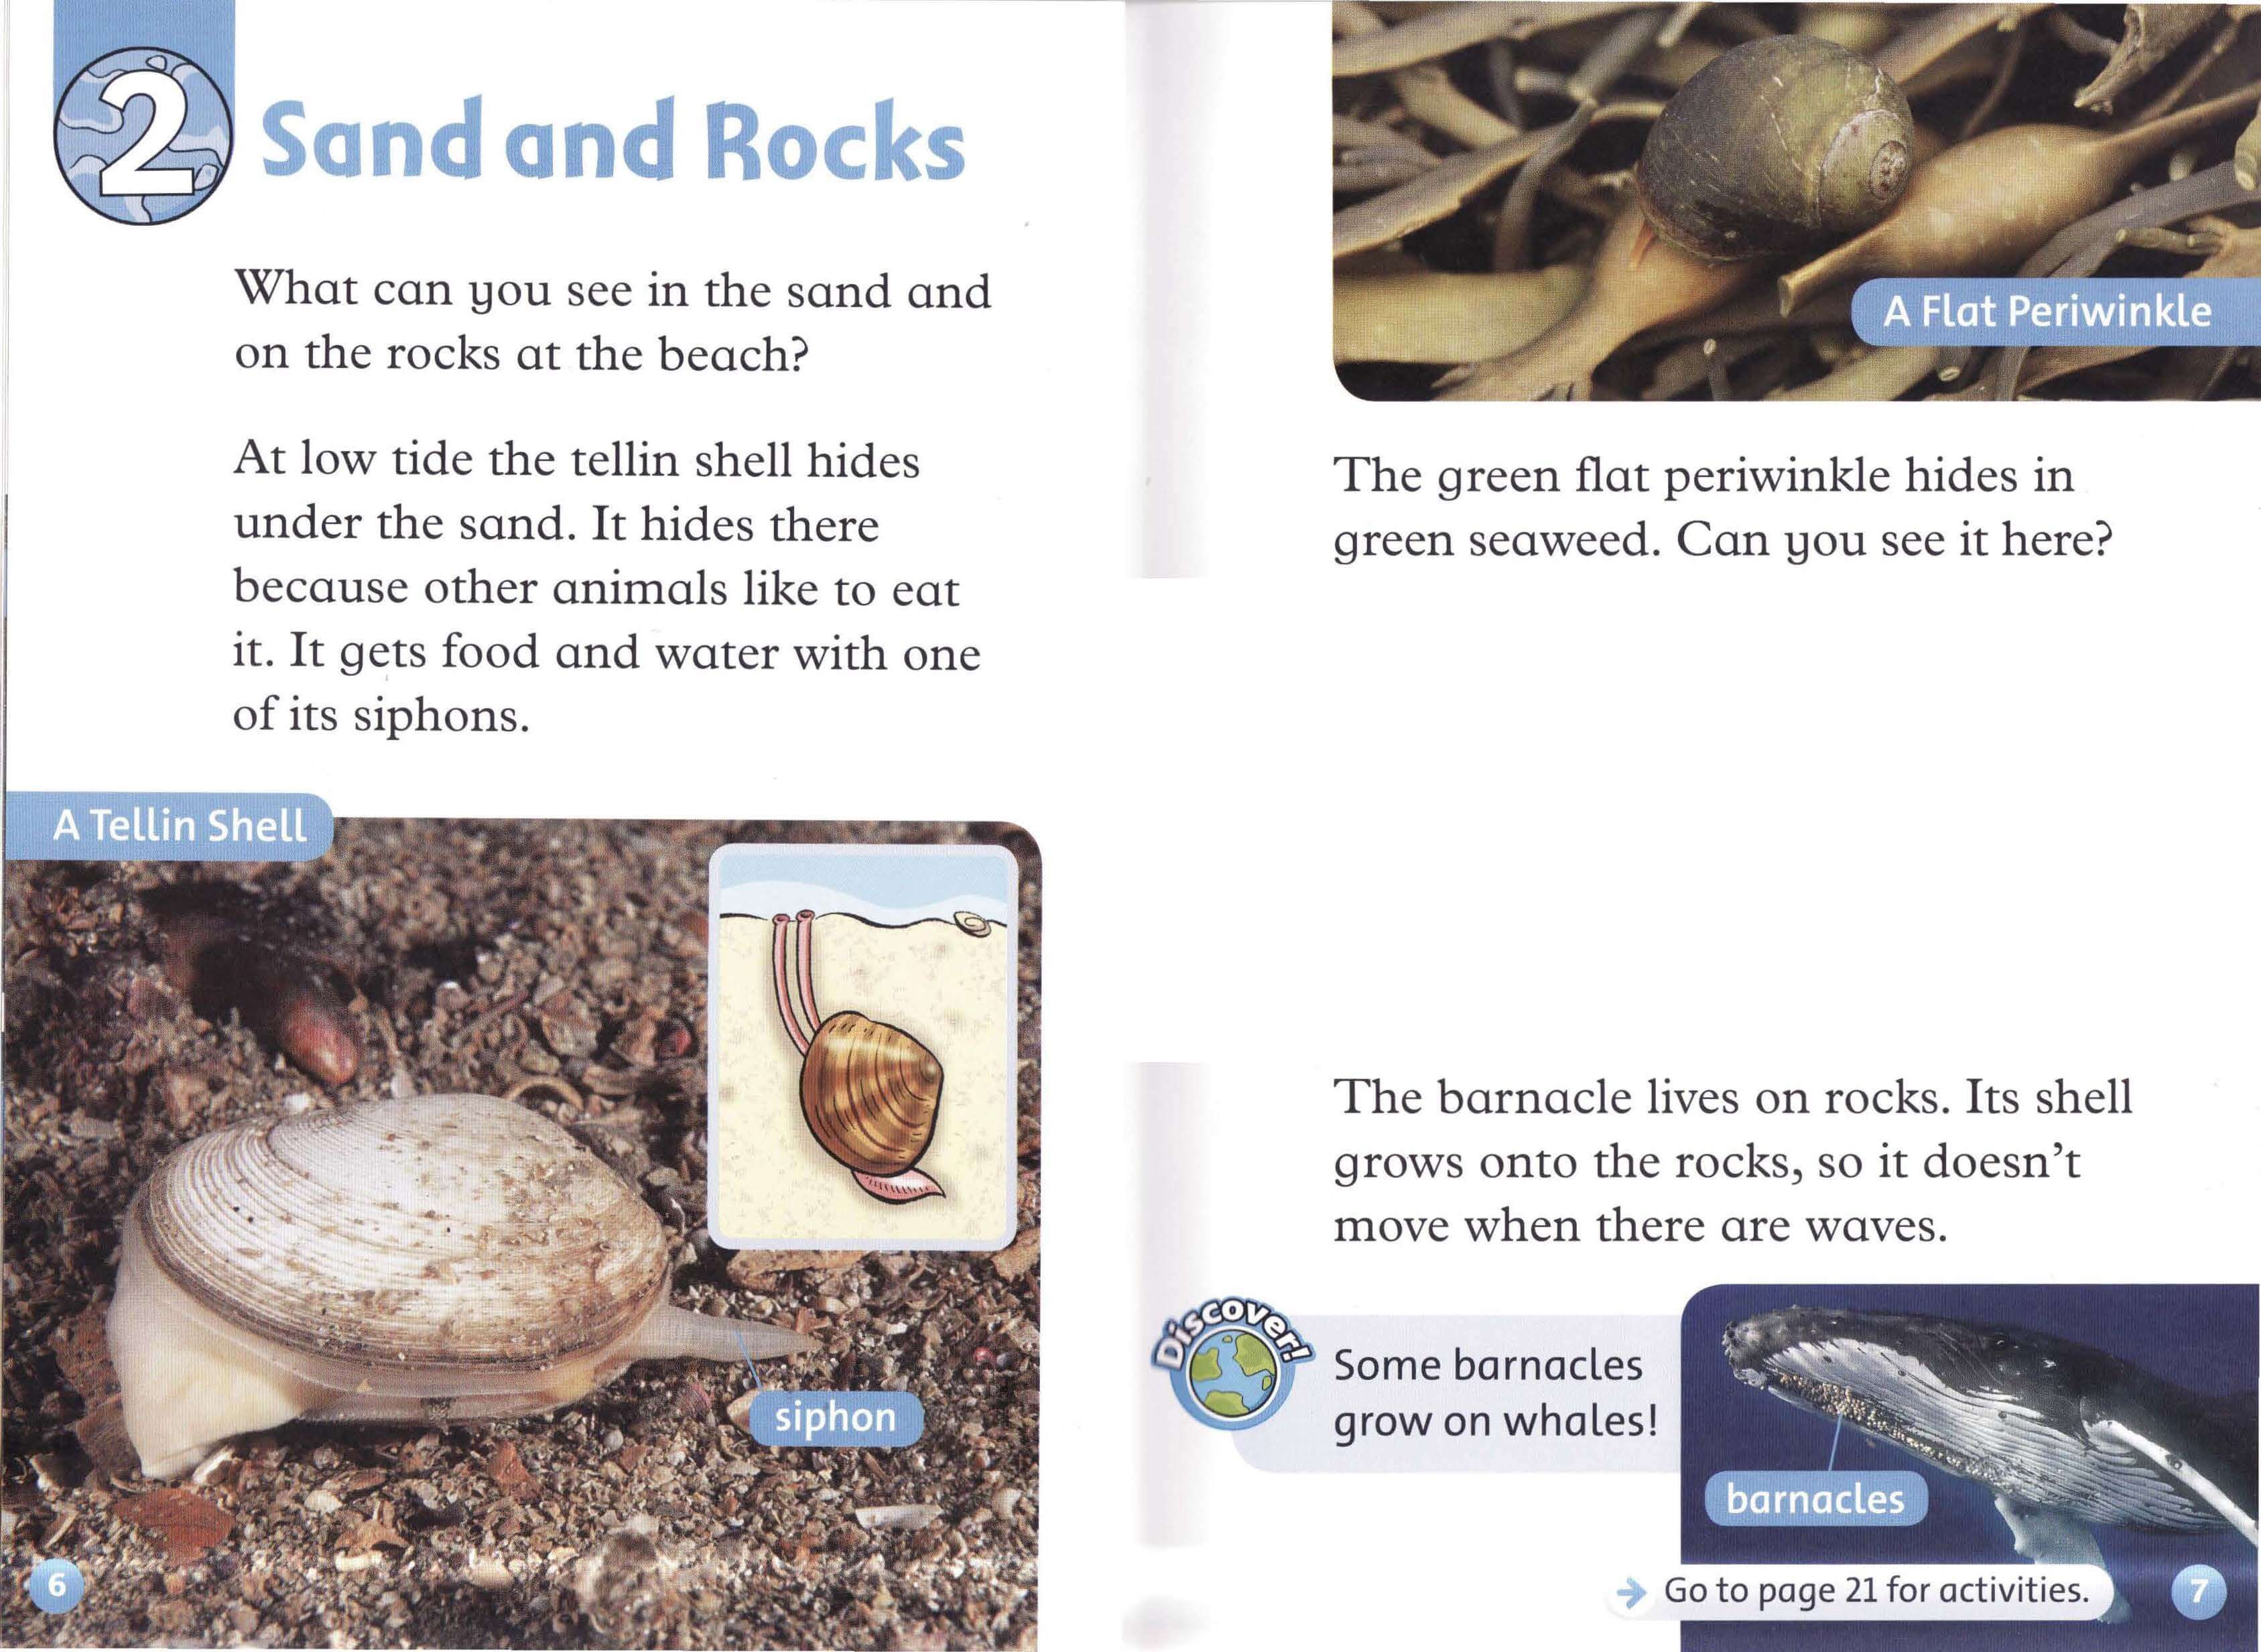 2
Sand and Rocks
What can you see in the sand and
on the rocks at the beach?
At low tide the tellin shell hides
under the sand. It hides there
because other animals like to eat
it. It gets food and water with one
of its siphons.
A Tellin Shell
siphon
6
A Flat Periwinkle
The green flat periwinkle hides in
green seaweed. Can you see it here?
The barnacle lives on rocks. Its shell
grows onto the rocks, so it doesn't
move when there are waves.
Discover!
Some barnacles
grow on whales!
barnacles
Go to page 21 for activities.
7